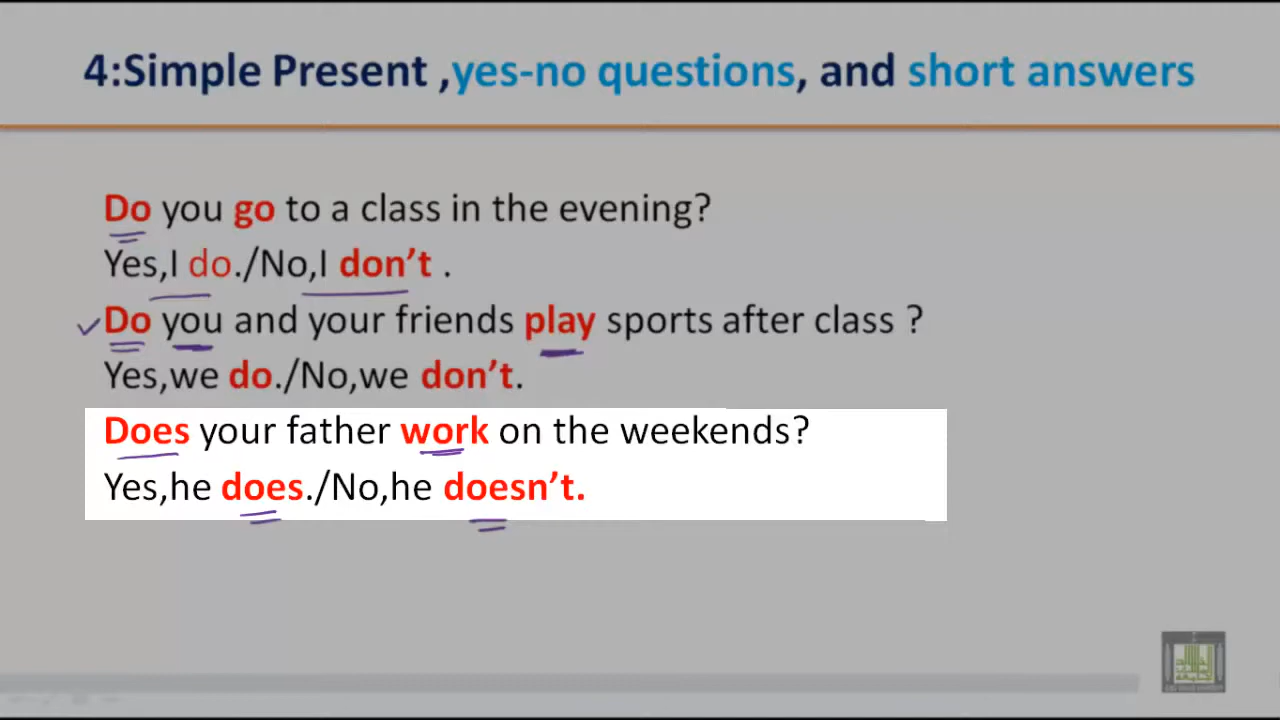 4:Simple Present ,yes-no questions, and short answers
Do you go to a class in the evening?
Yes,I do./No,I don't .
Do you and your friends play sports after class ?
Yes,we do./No,we don't.
Does your father work on the weekends?
Yes,he does./No,he doesn't.